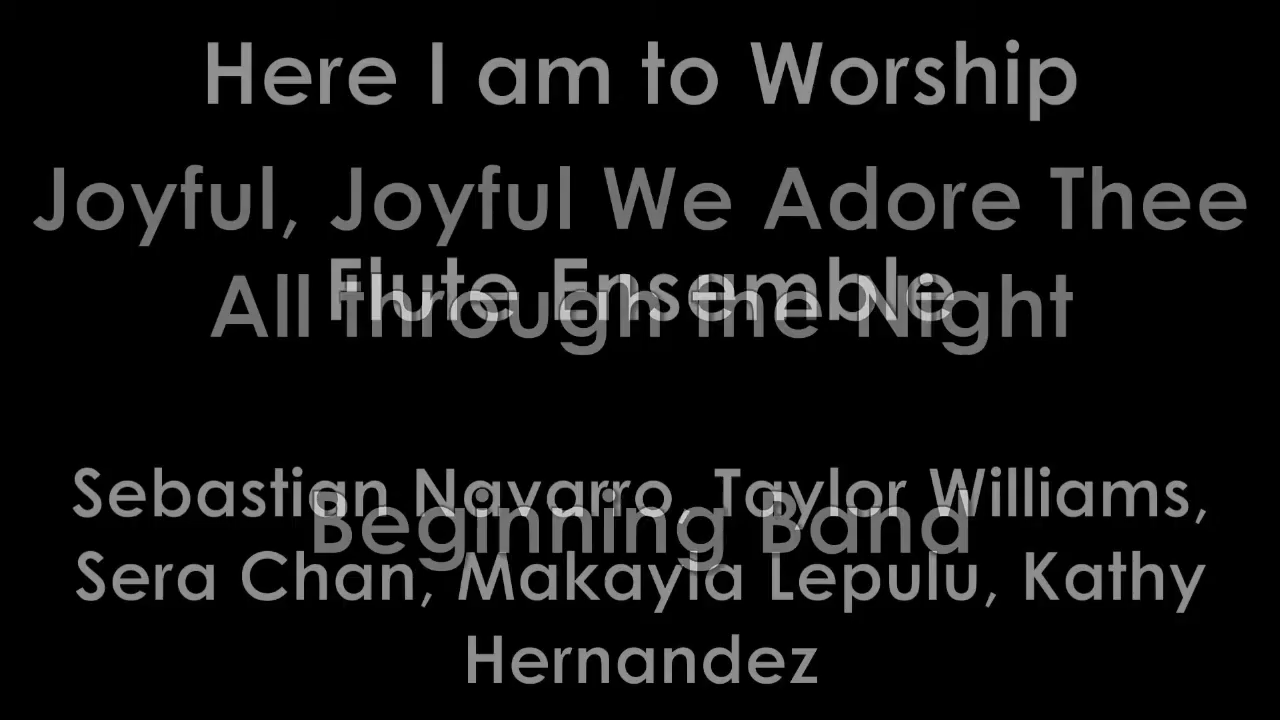 Here I am to Worship
Joyful, Joyful We Adore Thee
Flute Ensemble
All through the Night
Sebastian Navarro, Taylor Williams,
Beginning Band
Sera Chan, Makayla Lepulu, Kathy
Hernandez